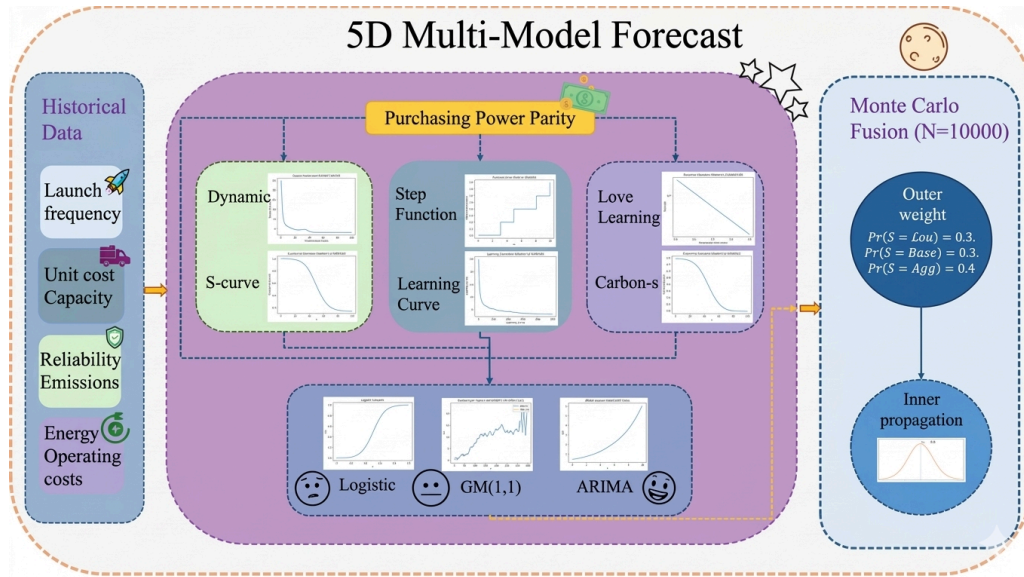 5D Multi-Model Forecast
Historical
Data
Launch
frequency
Unit cost
Capacity
Reliability
Emissions
Energy
Operating
costs
Purchasing Power Parity
Dynamic
S-curve
Step
Function
Learning
Curve
Love
Learning
Carbon-s
Logistic
GM(1,1)
ARIMA
Monte Carlo
Fusion (N=10000)
Outer
weight
Pr(S = Lou) = 0.3.
Pr(S = Base) = 0.3.
Pr(S = Agg) = 0.4
Inner
propagation